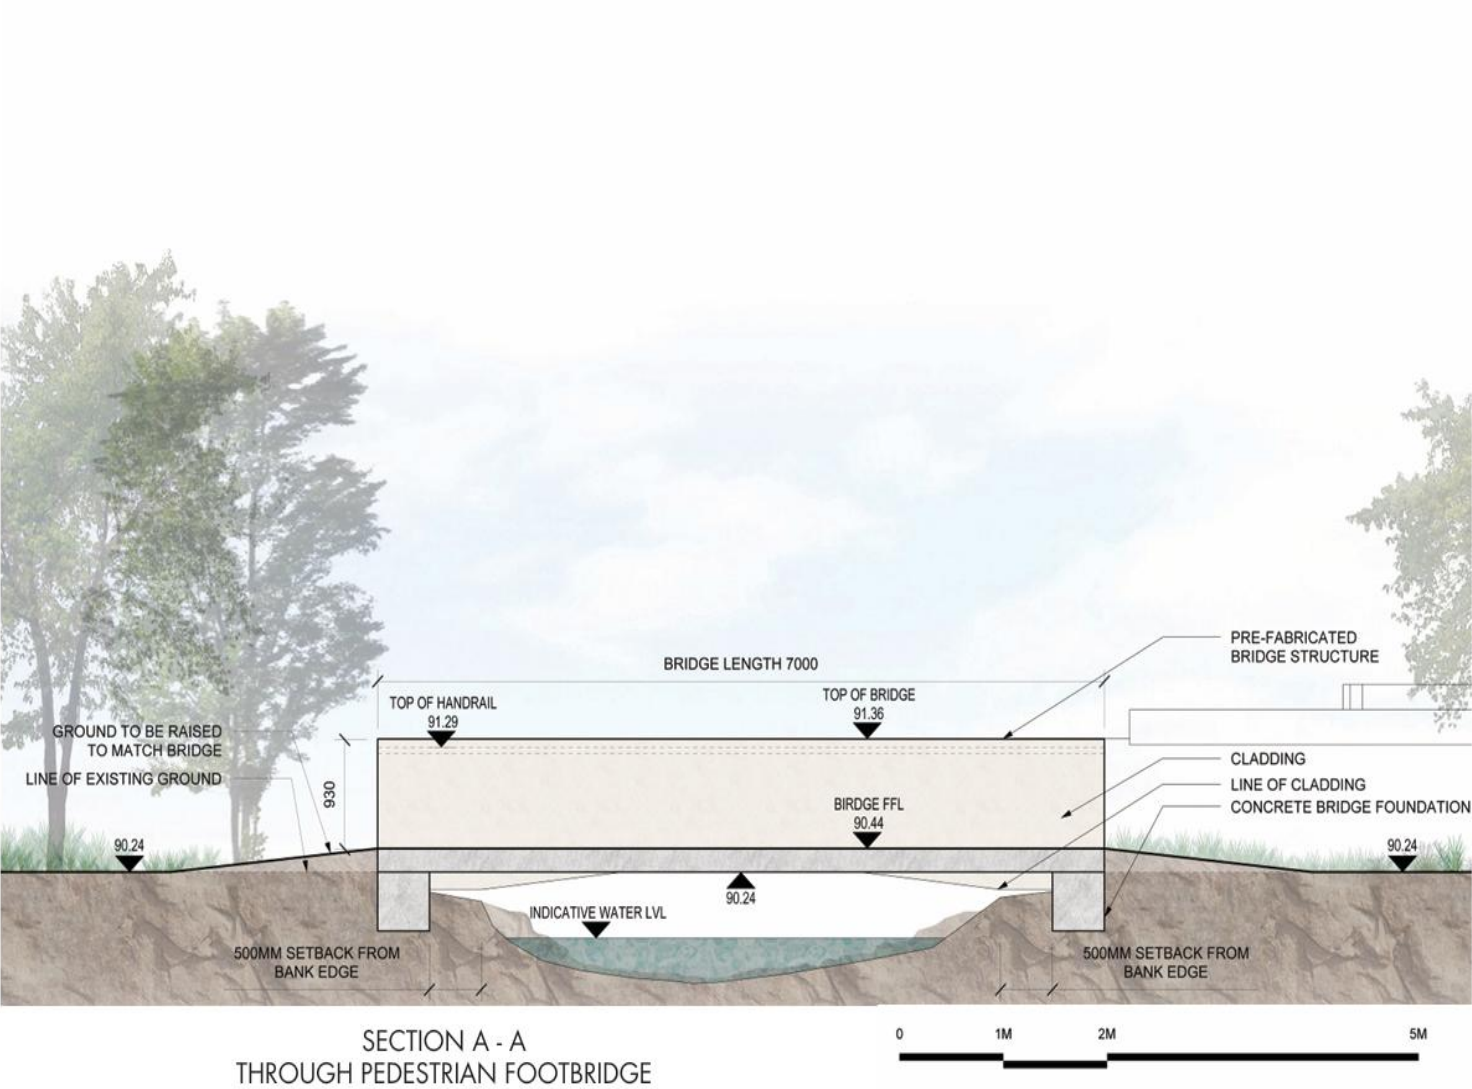 PRE-FABRICATED
BRIDGE STRUCTURE
BRIDGE LENGTH 7000
TOP OF HANDRAIL
91.29
TOP OF BRIDGE
91.36
GROUND TO BE RAISED
TO MATCH BRIDGE
LINE OF EXISTING GROUND
930
CLADDING
LINE OF CLADDING
CONCRETE BRIDGE FOUNDATION
BIRDGE FFL
90.44
90.24
90.24
90.24
INDICATIVE WATER LVL
500MM SETBACK FROM
BANK EDGE
500MM SETBACK FROM
BANK EDGE
SECTION A - A
THROUGH PEDESTRIAN FOOTBRIDGE
0 1M 2M 5M